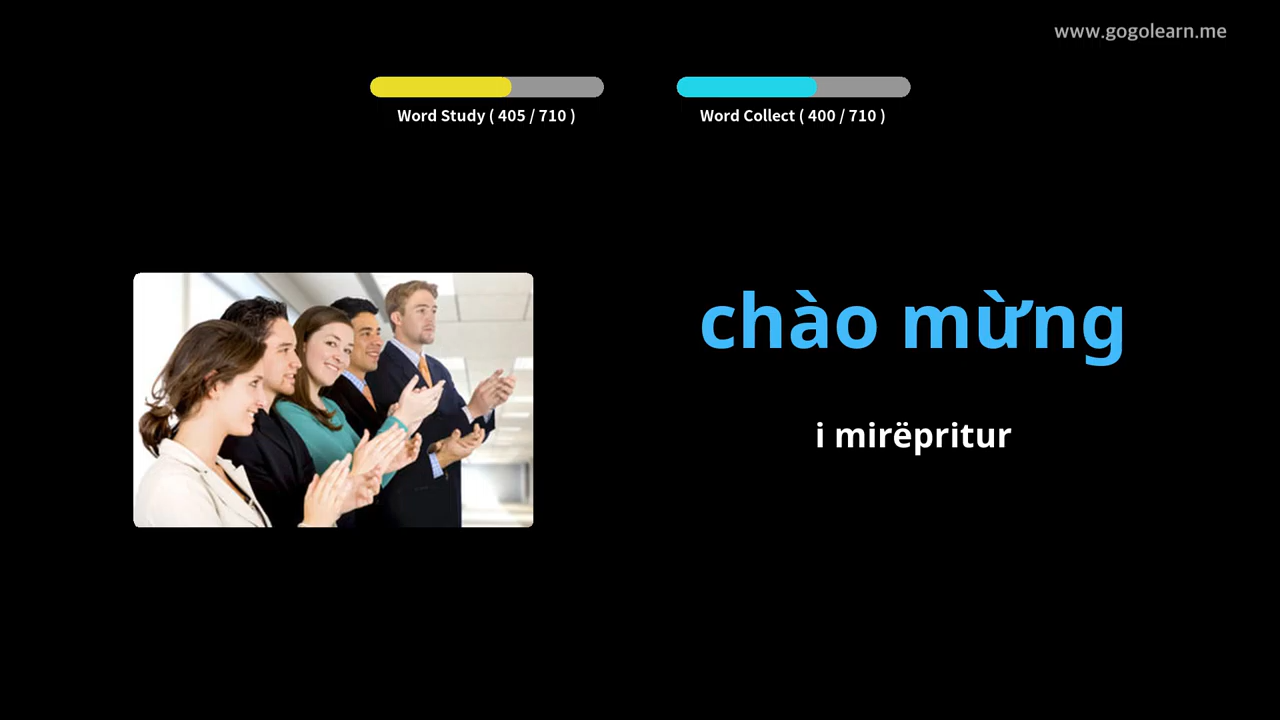 www.gogolearn.me
Word Study ( 405 / 710 )
Word Collect ( 400 / 710 )
chào mừng
i mirëpritur